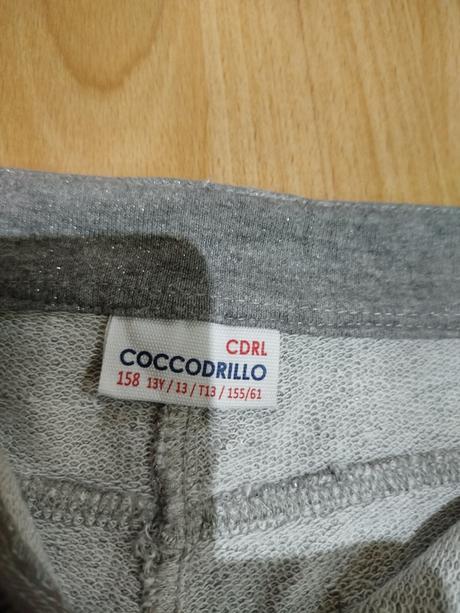 CDRL
COCCODRILLO
158 13Y / 13 / T13 / 155/61